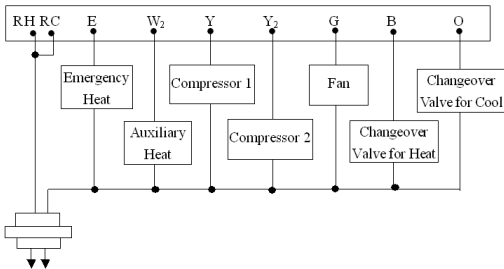 RH RC E W₂ Y Y₂ G B O
Emergency
Heat
Auxiliary
Heat
Compressor 1
Compressor 2
Fan
Changeover
Valve for Heat
Changeover
Valve for Cool